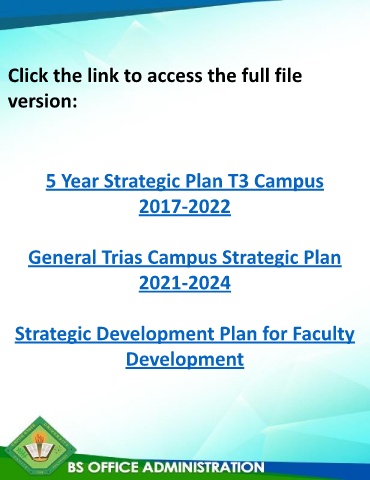 Click the link to access the full file
version:
5 Year Strategic Plan T3 Campus
2017-2022
General Trias Campus Strategic Plan
2021-2024
Strategic Development Plan for Faculty
Development
BS OFFICE ADMINISTRATION